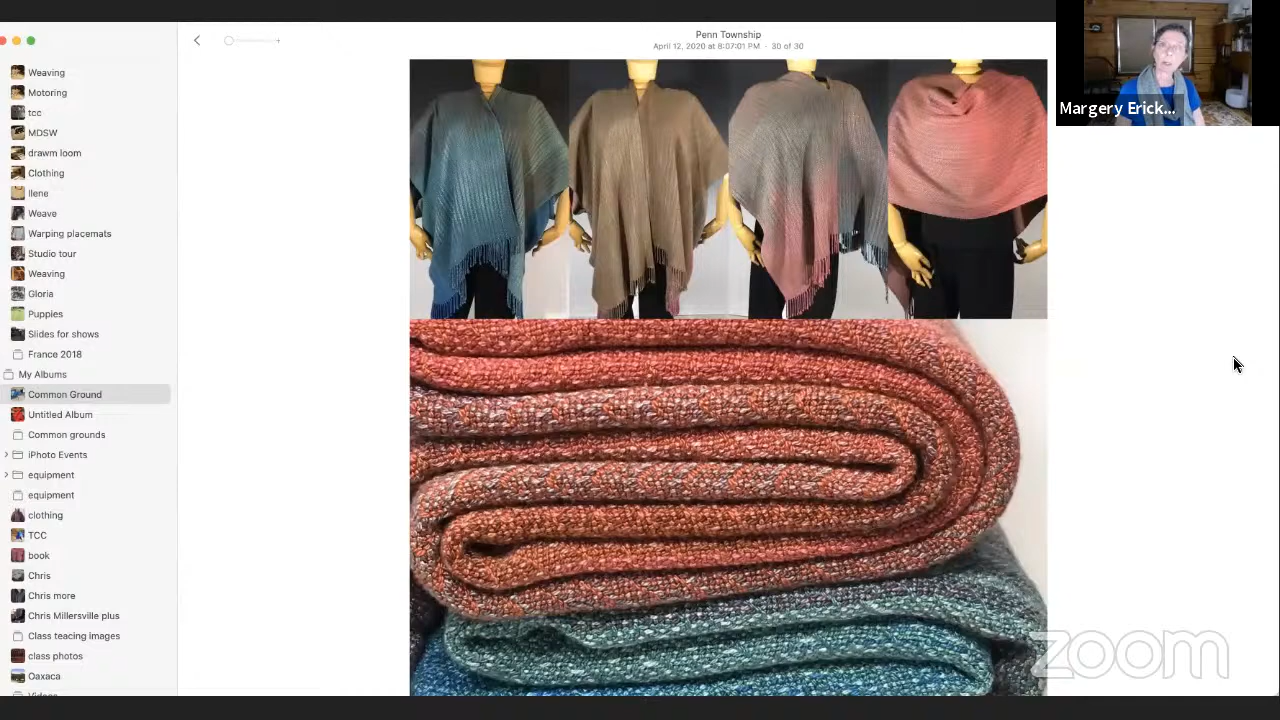 Penn Township
April 12, 2020 at 8:07:01 PM · 30 of 30
Margery Erick...
Weaving
Motoring
tcc
MDSW
drawm loom
Clothing
Ilene
Weave
Warping placemats
Studio tour
Weaving
Gloria
Puppies
Slides for shows
France 2018
My Albums
Common Ground
Untitled Album
Common grounds
iPhoto Events
equipment
equipment
clothing
TCC
book
Chris
Chris more
Chris Millersville plus
Class teacing images
class photos
Oaxaca
Videos
zoom